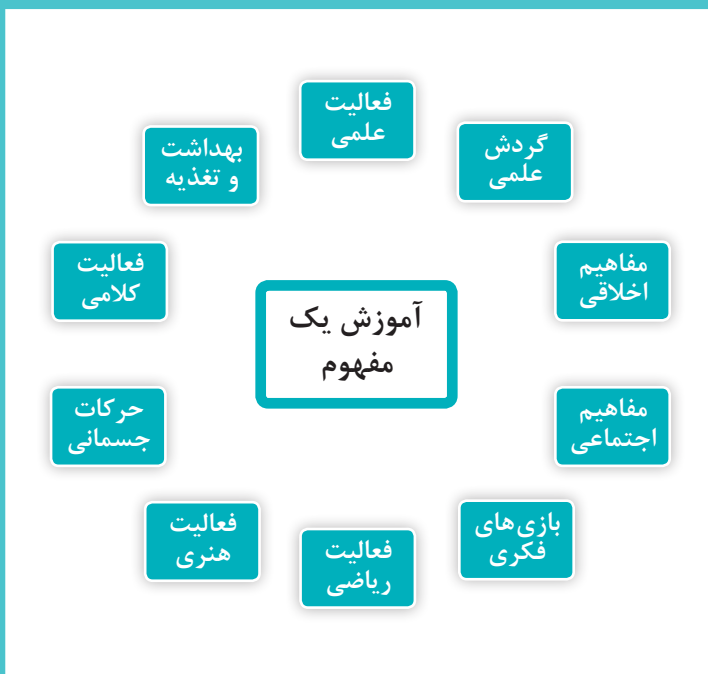 فعالیت
علمی
گردش
علمی
بهداشت
و تغذیه
مفاهیم
اخلاقی
فعالیت
کلامی
آموزش یک
مفهوم
مفاهیم
اجتماعی
حرکات
جسمانی
بازی‌های
فکری
فعالیت
ریاضی
فعالیت
هنری